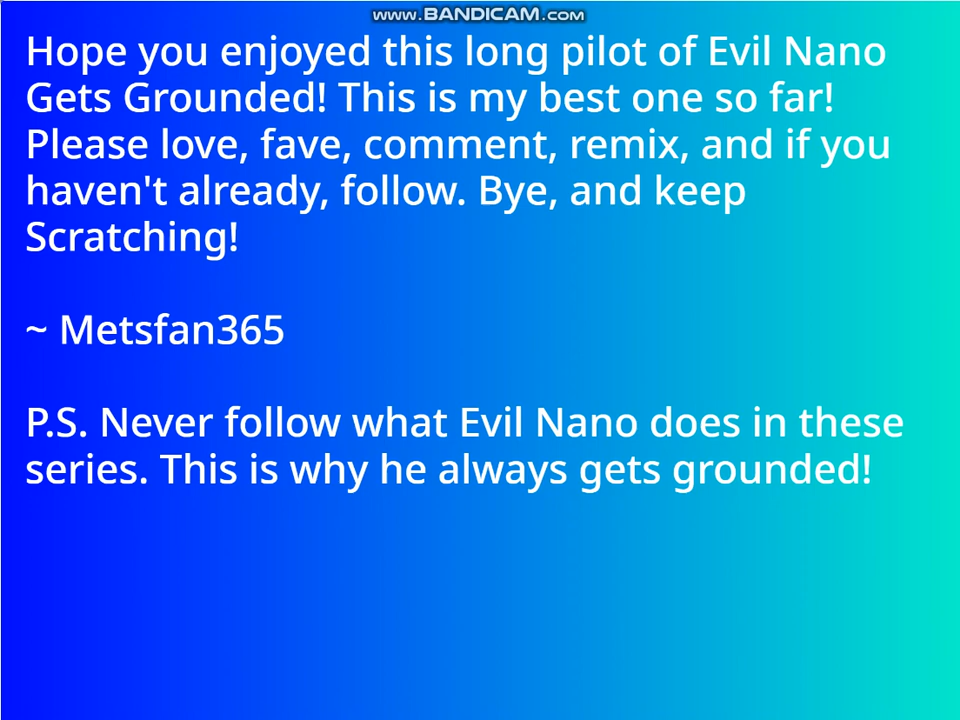 www.BANDICAM.com
Hope you enjoyed this long pilot of Evil Nano
Gets Grounded! This is my best one so far!
Please love, fave, comment, remix, and if you
haven't already, follow. Bye, and keep
Scratching!
~ Metsfan365
P.S. Never follow what Evil Nano does in these
series. This is why he always gets grounded!